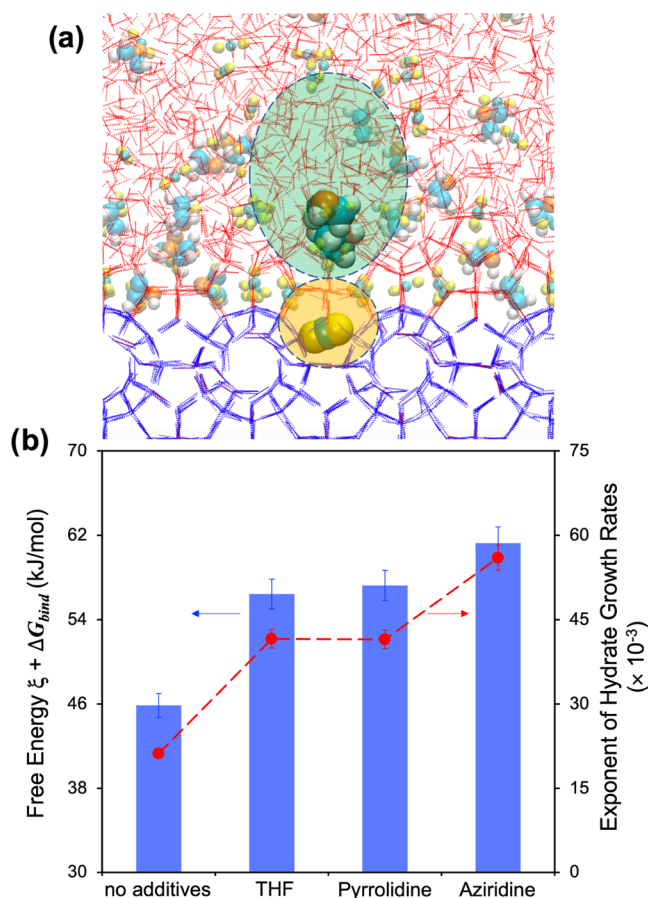 (a)
(b)
70
62
54
46
38
30
Free Energy ξ + ΔG_bind (kJ/mol)
75
60
45
30
15
0
Exponent of Hydrate Growth Rates
(× 10⁻³)
no additives THF Pyrrolidine Aziridine